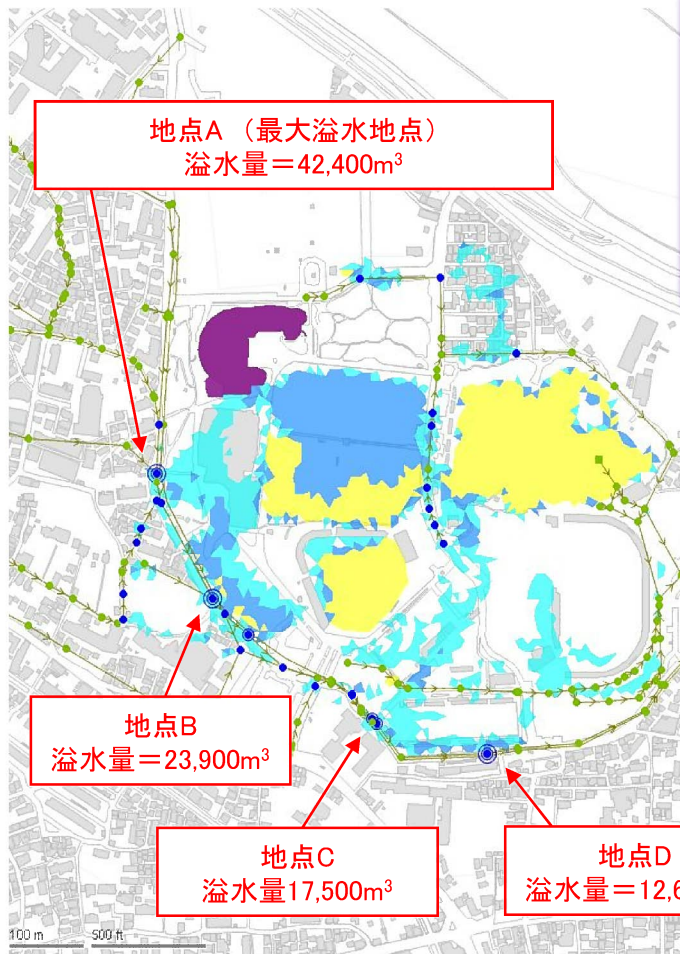 地点A （最大溢水地点）
溢水量＝42,400m³
地点B
溢水量＝23,900m³
地点C
溢水量17,500m³
地点D
溢水量＝12,6
100 m 500 ft